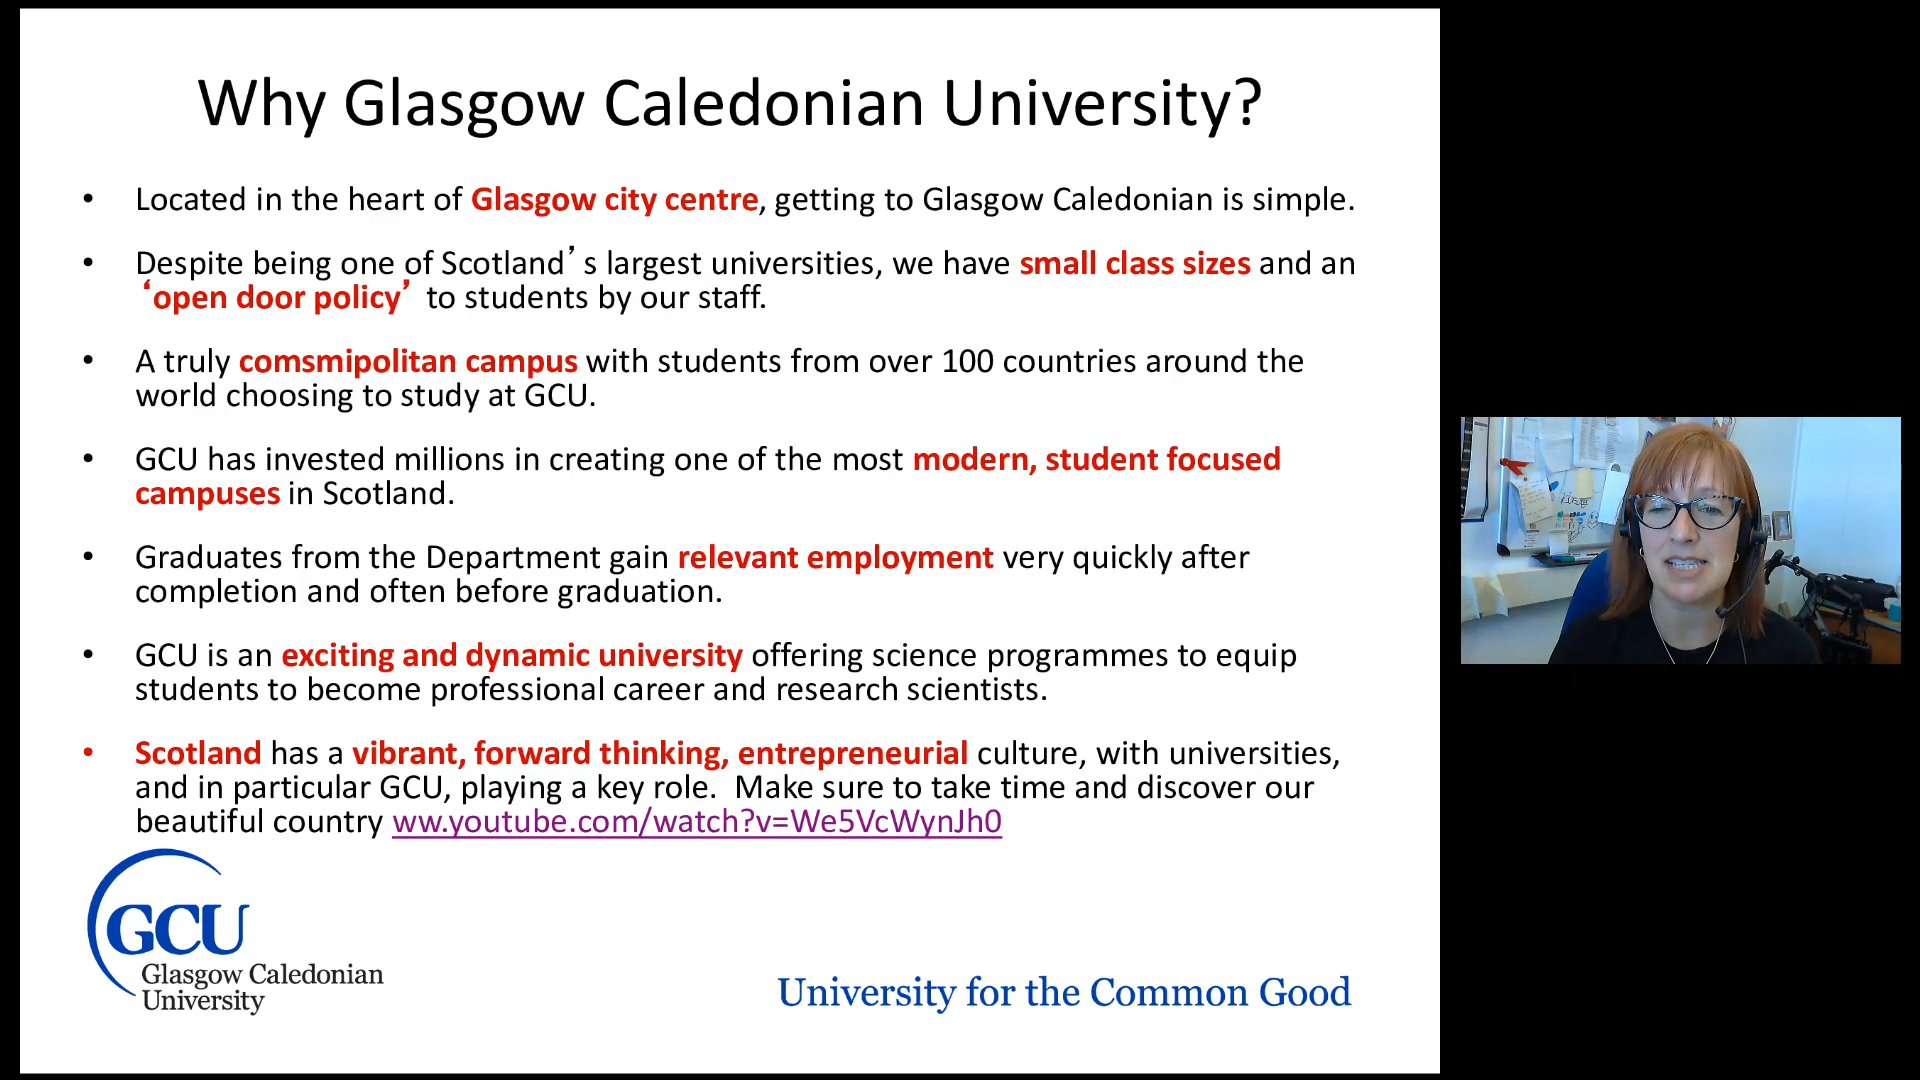 Why Glasgow Caledonian University?
• Located in the heart of Glasgow city centre, getting to Glasgow Caledonian is simple.
• Despite being one of Scotland’s largest universities, we have small class sizes and an
‘open door policy’ to students by our staff.
• A truly comsmipolitan campus with students from over 100 countries around the
world choosing to study at GCU.
• GCU has invested millions in creating one of the most modern, student focused
campuses in Scotland.
• Graduates from the Department gain relevant employment very quickly after
completion and often before graduation.
• GCU is an exciting and dynamic university offering science programmes to equip
students to become professional career and research scientists.
• Scotland has a vibrant, forward thinking, entrepreneurial culture, with universities,
and in particular GCU, playing a key role.  Make sure to take time and discover our
beautiful country ww.youtube.com/watch?v=We5VcWynJh0
GCU
Glasgow Caledonian
University
University for the Common Good